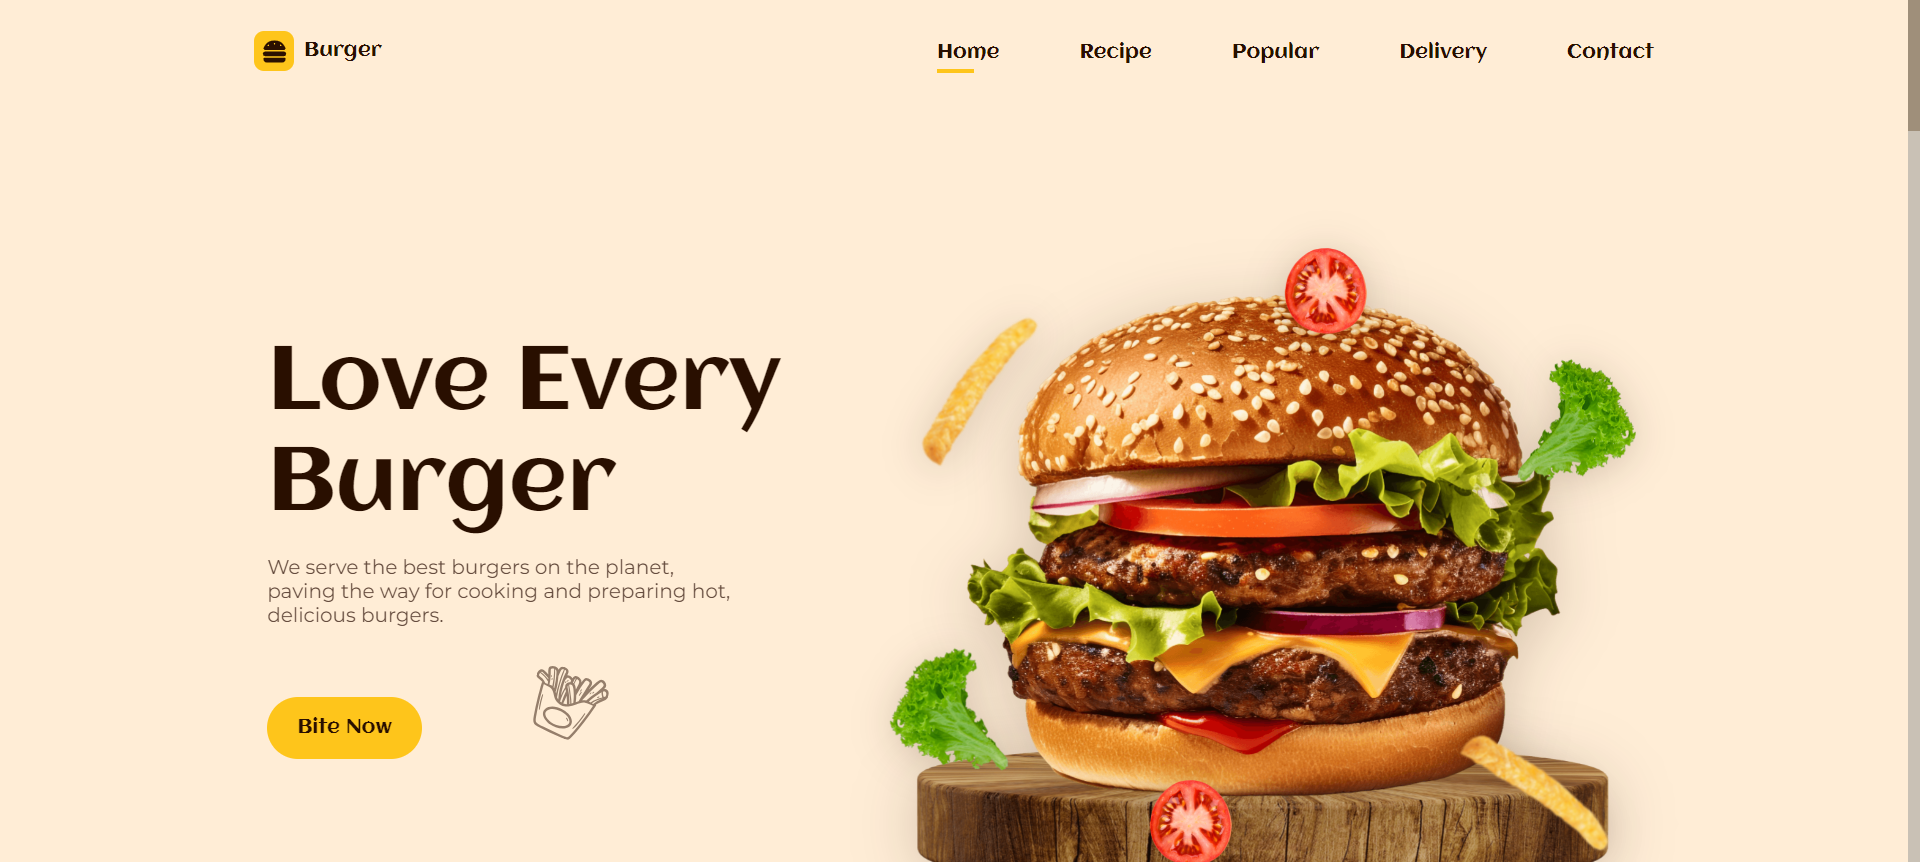 Burger
Home
Recipe
Popular
Delivery
Contact
Love Every
Burger
We serve the best burgers on the planet,
paving the way for cooking and preparing hot,
delicious burgers.
Bite Now